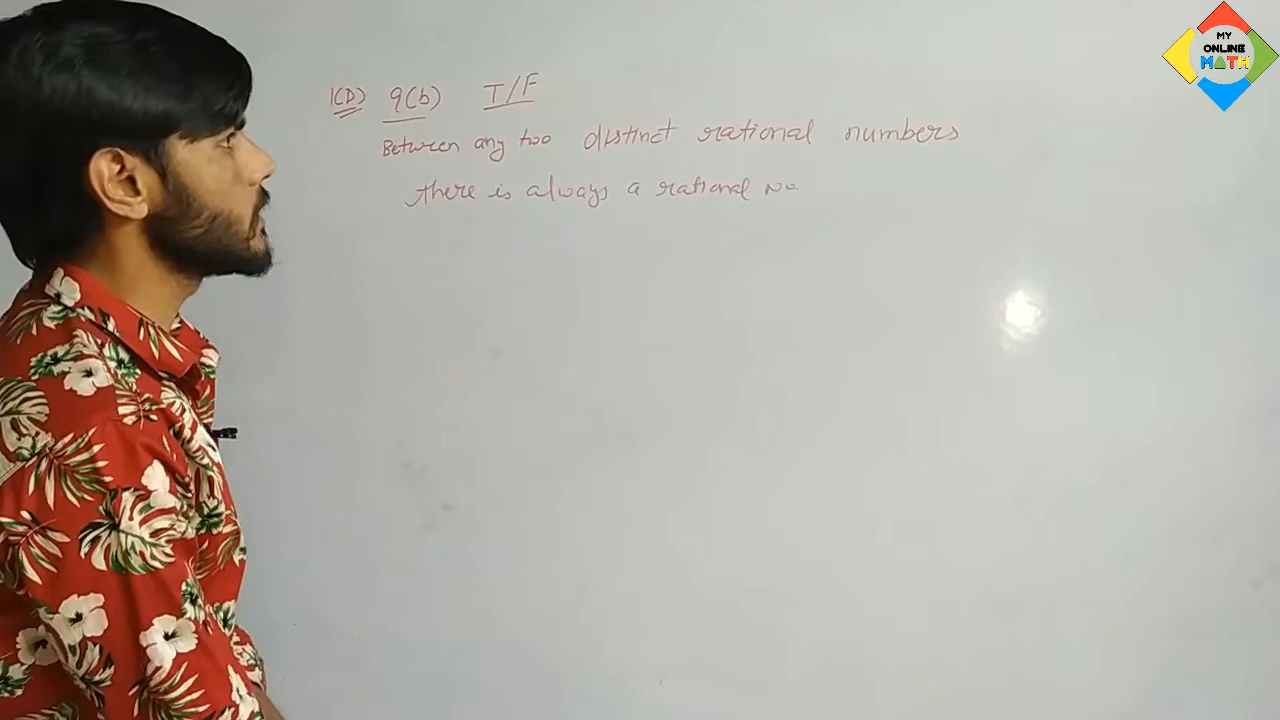 1(D) 9(b) T/F
Between any two distinct rational numbers
there is always a rational No.
MY
ONLINE
MATH